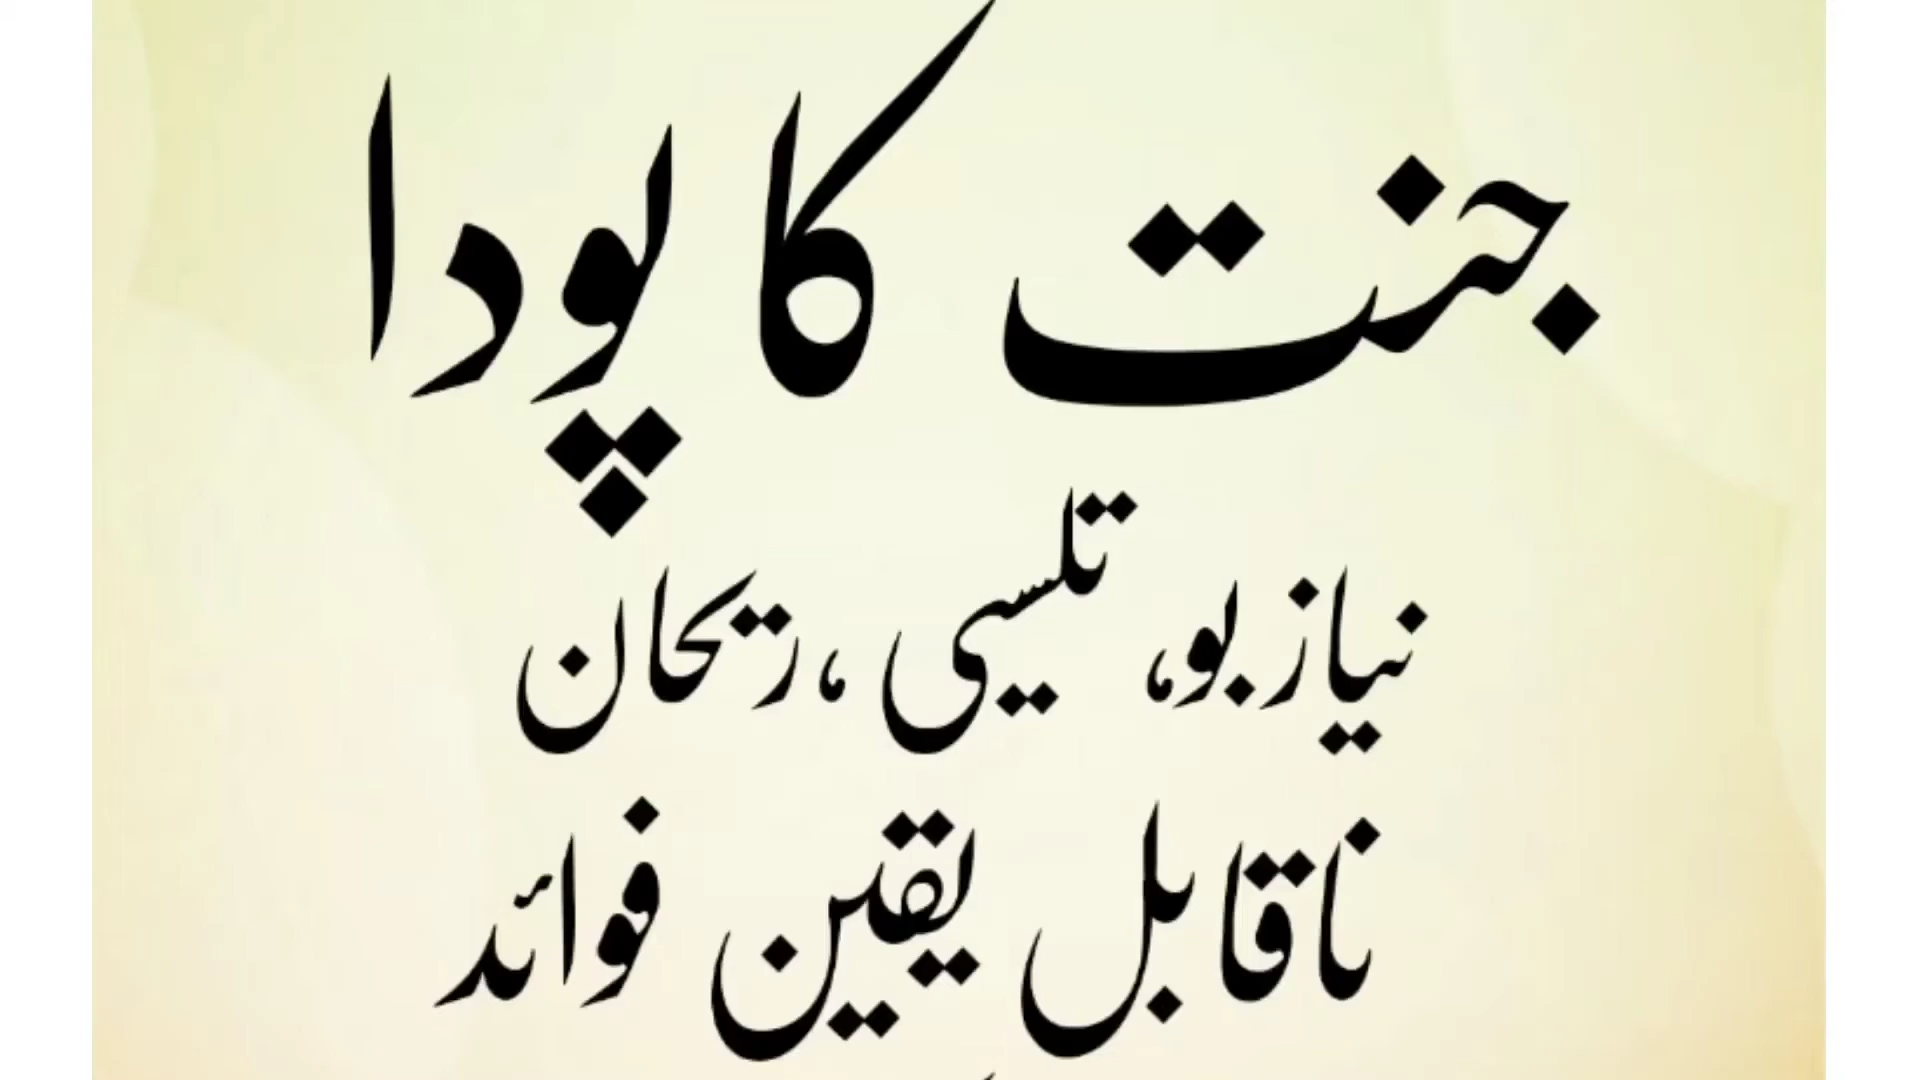 جنت کا پودا
نیاز بو، تلسی ، ریحان
ناقابل یقین فوائد